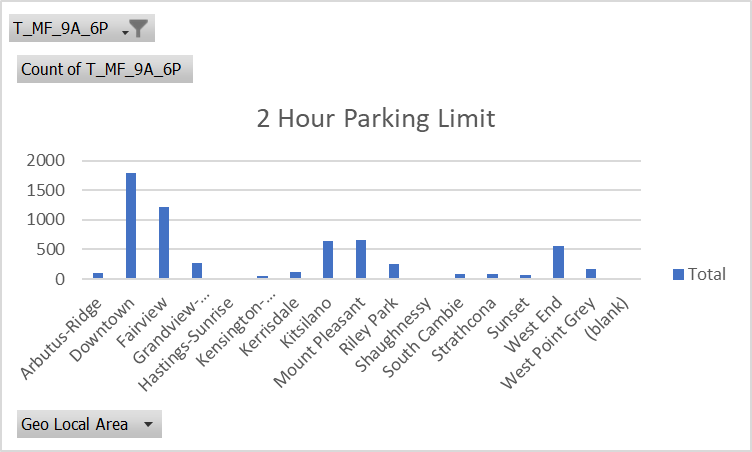 T_MF_9A_6P
Count of T_MF_9A_6P
2 Hour Parking Limit
2000
1500
1000
500
0
Arbutus-Ridge
Downtown
Fairview
Grandview-...
Hastings-Sunrise
Kensington-...
Kerrisdale
Kitsilano
Mount Pleasant
Riley Park
Shaughnessy
South Cambie
Strathcona
Sunset
West End
West Point Grey
(blank)
Total
Geo Local Area